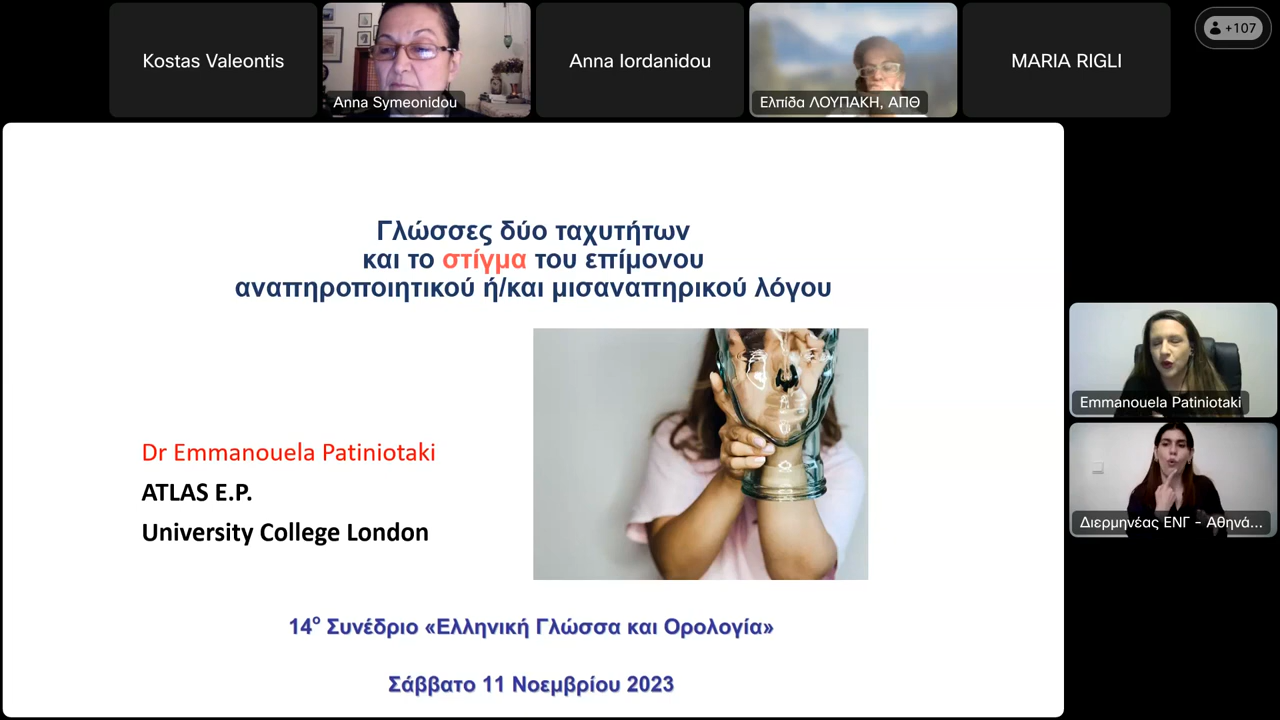 Kostas Valeontis
Anna Symeonidou
Anna Iordanidou
Ελπίδα ΛΟΥΠΑΚΗ, ΑΠΘ
MARIA RIGLI
+107
Γλώσσες δύο ταχυτήτων
και το στίγμα του επίμονου
αναπηροποιητικού ή/και μισαναπηρικού λόγου
Dr Emmanouela Patiniotaki
ATLAS E.P.
University College London
14ο Συνέδριο «Ελληνική Γλώσσα και Ορολογία»
Σάββατο 11 Νοεμβρίου 2023
Emmanouela Patiniotaki
Διερμηνέας ΕΝΓ - Αθηνά...